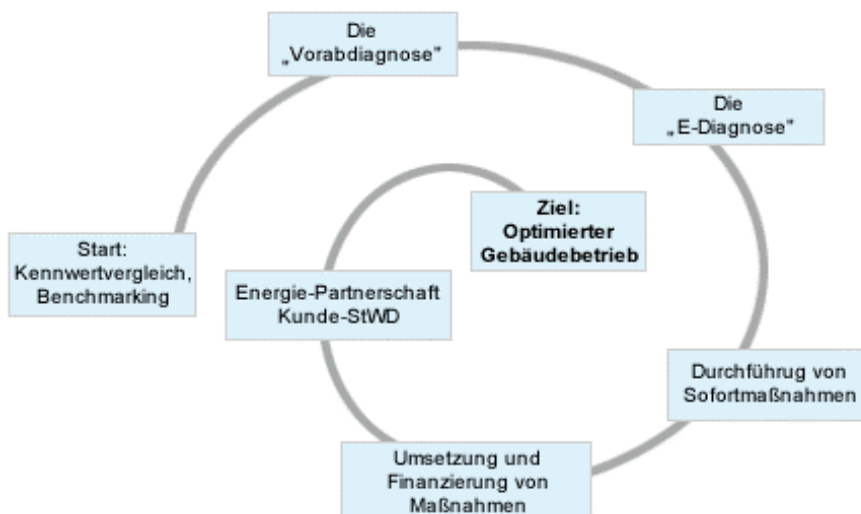 Die
„Vorabdiagnose"
Die
„E-Diagnose"
Ziel:
Optimierter
Gebäudebetrieb
Start:
Kennwertvergleich,
Benchmarking
Energie-Partnerschaft
Kunde-StWD
Durchführug von
Sofortmaßnahmen
Umsetzung und
Finanzierung von
Maßnahmen